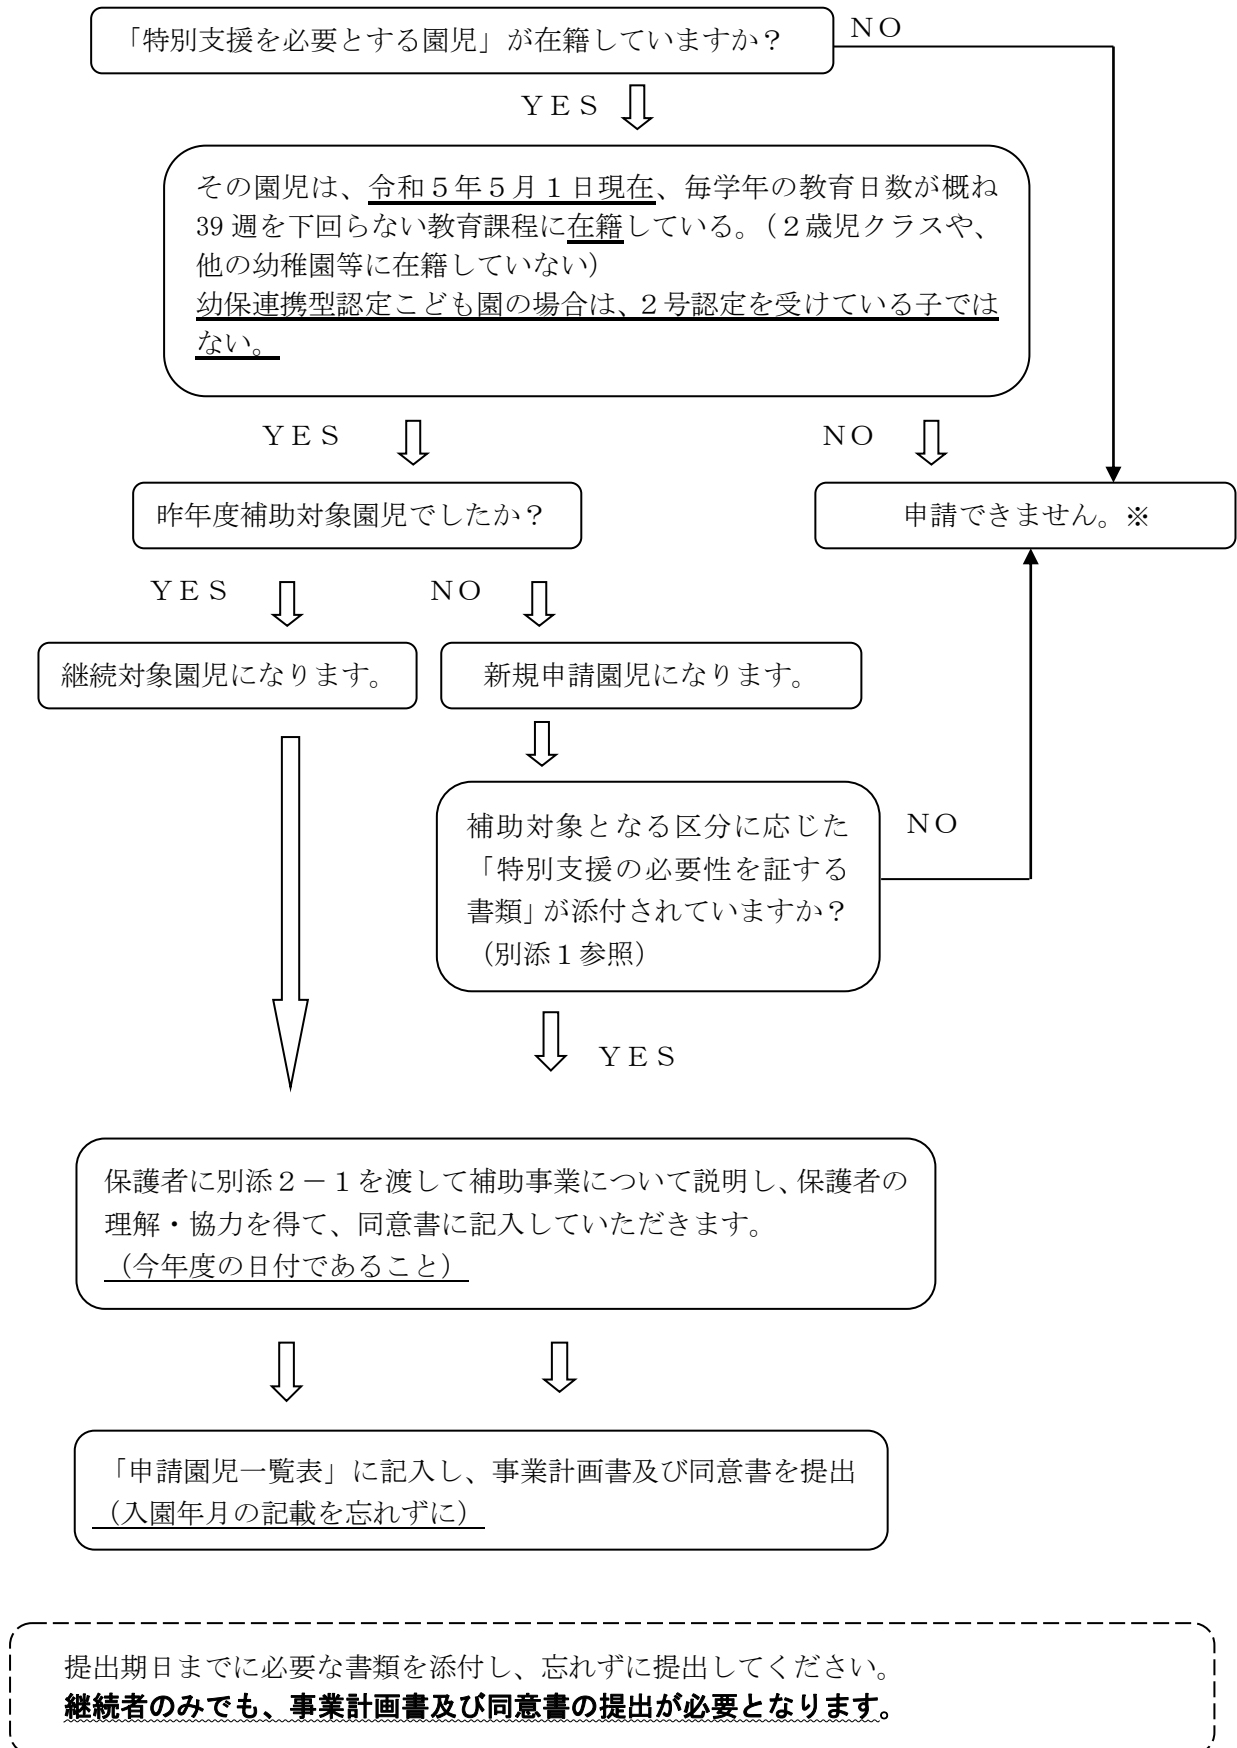 「特別支援を必要とする園児」が在籍していますか？
ＮＯ
ＹＥＳ
その園児は、令和５年５月１日現在、毎学年の教育日数が概ね
39 週を下回らない教育課程に在籍している。（２歳児クラスや、
他の幼稚園等に在籍していない）
幼保連携型認定こども園の場合は、２号認定を受けている子では
ない。
ＹＥＳ
ＮＯ
昨年度補助対象園児でしたか？
申請できません。※
ＹＥＳ
ＮＯ
継続対象園児になります。
新規申請園児になります。
補助対象となる区分に応じた
「特別支援の必要性を証する
書類」が添付されていますか？
（別添１参照）
ＮＯ
ＹＥＳ
保護者に別添２－１を渡して補助事業について説明し、保護者の
理解・協力を得て、同意書に記入していただきます。
（今年度の日付であること）
「申請園児一覧表」に記入し、事業計画書及び同意書を提出
（入園年月の記載を忘れずに）
提出期日までに必要な書類を添付し、忘れずに提出してください。
継続者のみでも、事業計画書及び同意書の提出が必要となります。